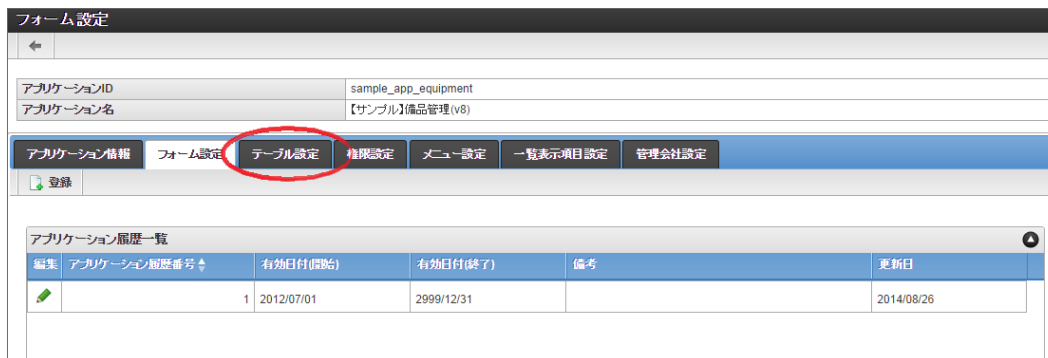 フォーム設定
アプリケーションID sample_app_equipment
アプリケーション名 【サンプル】備品管理(v8)
アプリケーション情報 フォーム設定 テーブル設定 権限設定 メニュー設定 一覧表示項目設定 管理会社設定
登録
アプリケーション履歴一覧
編集 アプリケーション履歴番号 有効日付(開始) 有効日付(終了) 備考 更新日
1 2012/07/01 2999/12/31 2014/08/26